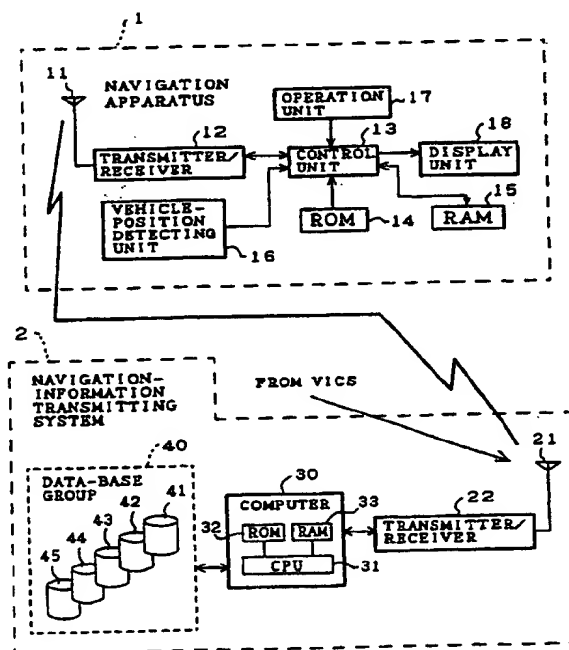 1
11
NAVIGATION
APPARATUS
OPERATION
UNIT
17
12
TRANSMITTER/
RECEIVER
13
CONTROL
UNIT
18
DISPLAY
UNIT
VEHICLE-
POSITION
DETECTING
UNIT
16
ROM
14
15
RAM
2
NAVIGATION-
INFORMATION
TRANSMITTING
SYSTEM
FROM VICS
21
40
DATA-BASE
GROUP
41
42
43
44
45
30
COMPUTER
33
32
ROM
RAM
CPU
31
22
TRANSMITTER/
RECEIVER